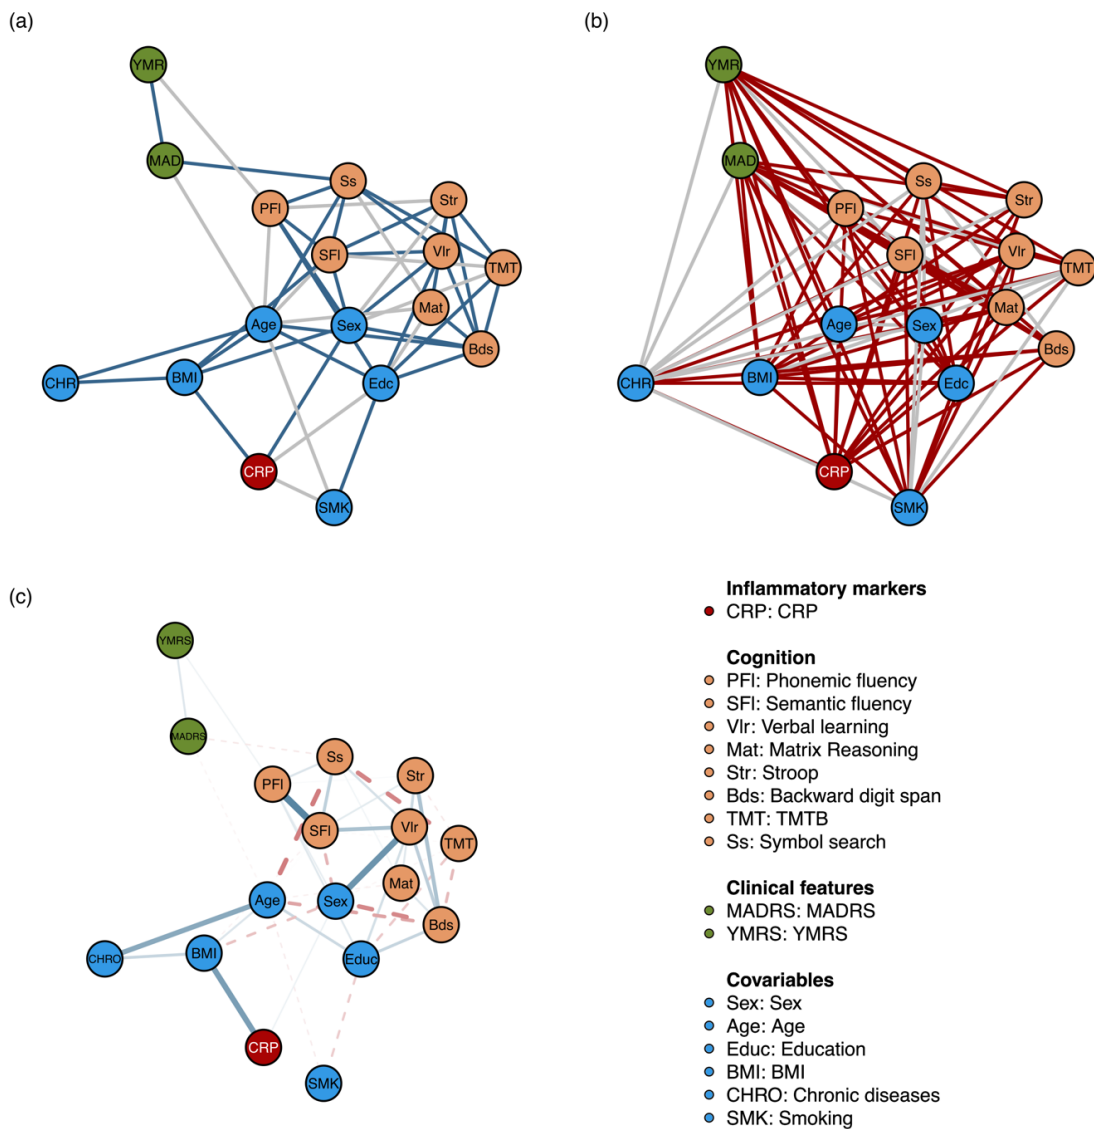 (a)
YMR
MAD
Ss
PFl
Str
SFl
Vlr
TMT
Mat
Age
Sex
Bds
CHR
BMI
Edc
CRP
SMK
(b)
YMR
MAD
Ss
PFl
Str
SFl
Vlr
TMT
Mat
Age
Sex
Bds
CHR
BMI
Edc
CRP
SMK
(c)
YMRS
MADRS
Ss
PFl
Str
SFl
Vlr
TMT
Mat
Age
Sex
Bds
CHRO
BMI
Educ
CRP
SMK
Inflammatory markers
CRP: CRP
Cognition
PFl: Phonemic fluency
SFl: Semantic fluency
Vlr: Verbal learning
Mat: Matrix Reasoning
Str: Stroop
Bds: Backward digit span
TMT: TMTB
Ss: Symbol search
Clinical features
MADRS: MADRS
YMRS: YMRS
Covariables
Sex: Sex
Age: Age
Educ: Education
BMI: BMI
CHRO: Chronic diseases
SMK: Smoking